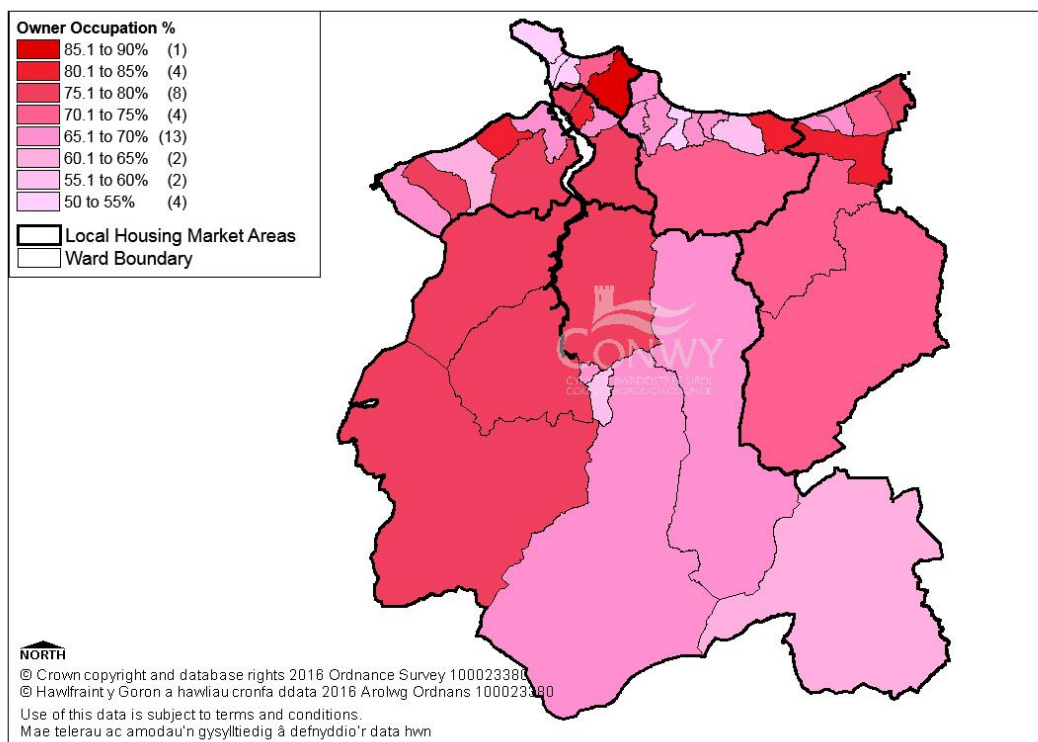 Owner Occupation %
85.1 to 90% (1)
80.1 to 85% (4)
75.1 to 80% (8)
70.1 to 75% (4)
65.1 to 70% (13)
60.1 to 65% (2)
55.1 to 60% (2)
50 to 55% (4)
Local Housing Market Areas
Ward Boundary
CONWY
COUNTY BOROUGH COUNCIL
NORTH
© Crown copyright and database rights 2016 Ordnance Survey 100023380
© Hawlfraint y Goron a hawliau cronfa ddata 2016 Arolwg Ordnans 100023380
Use of this data is subject to terms and conditions.
Mae telerau ac amodau'n gysylltiedig â defnyddio'r data hwn